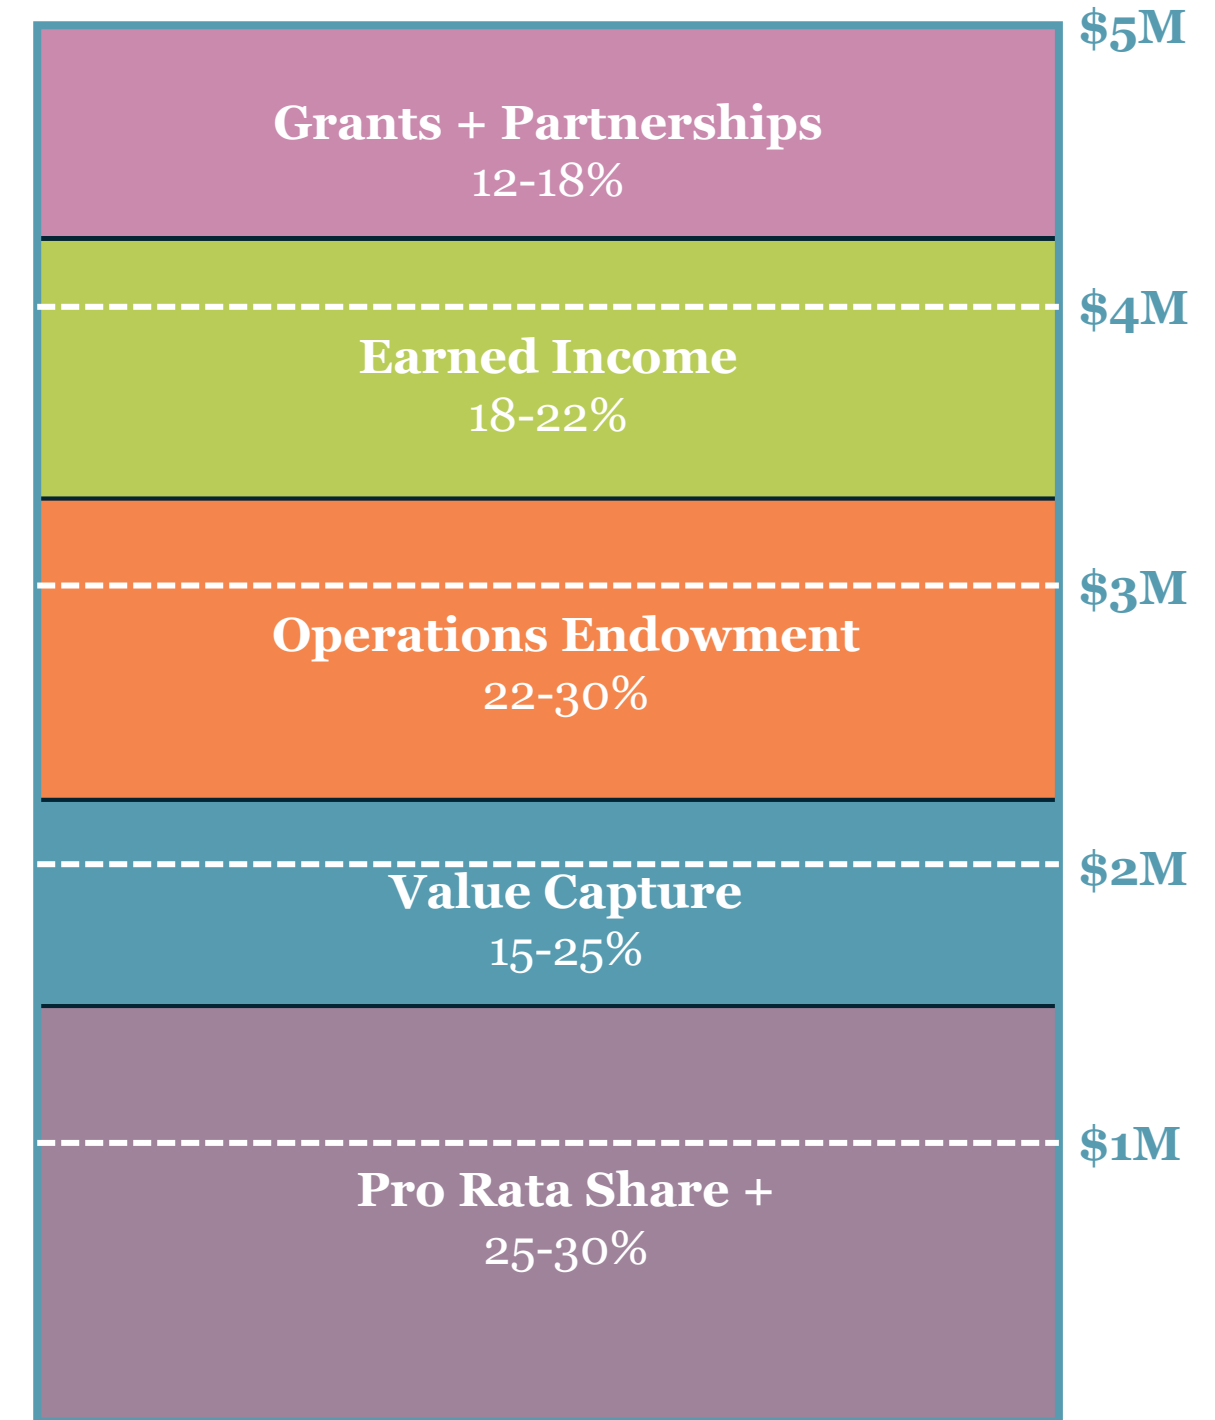 $5M
Grants + Partnerships
12-18%
$4M
Earned Income
18-22%
$3M
Operations Endowment
22-30%
$2M
Value Capture
15-25%
$1M
Pro Rata Share +
25-30%